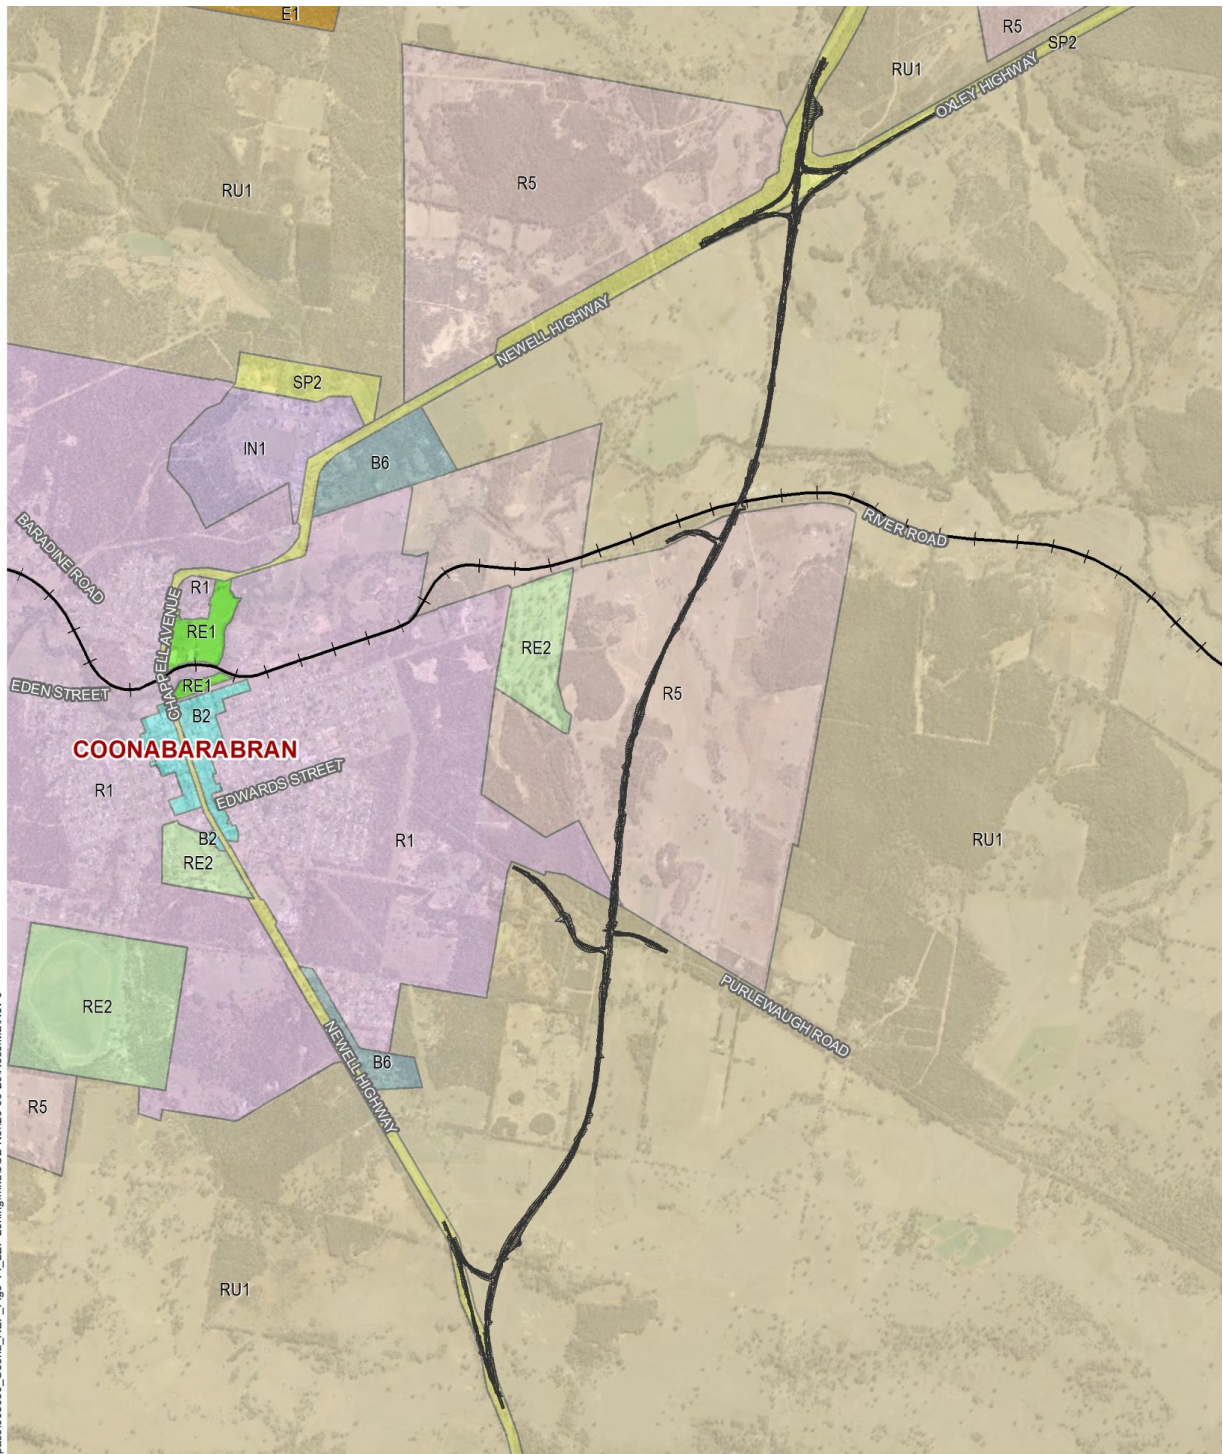 E1
R5
SP2
RU1
OXLEY HIGHWAY
R5
RU1
NEWELL HIGHWAY
SP2
IN1
B6
BARADINE ROAD
RIVER ROAD
R1
CHAPPELL AVENUE
RE1
RE2
RE1
EDEN STREET
R5
B2
COONABARABRAN
EDWARDS STREET
R1
B2
R1
RU1
RE2
RE2
PURLEWAUGH ROAD
NEWELL HIGHWAY
B6
R5
RU1